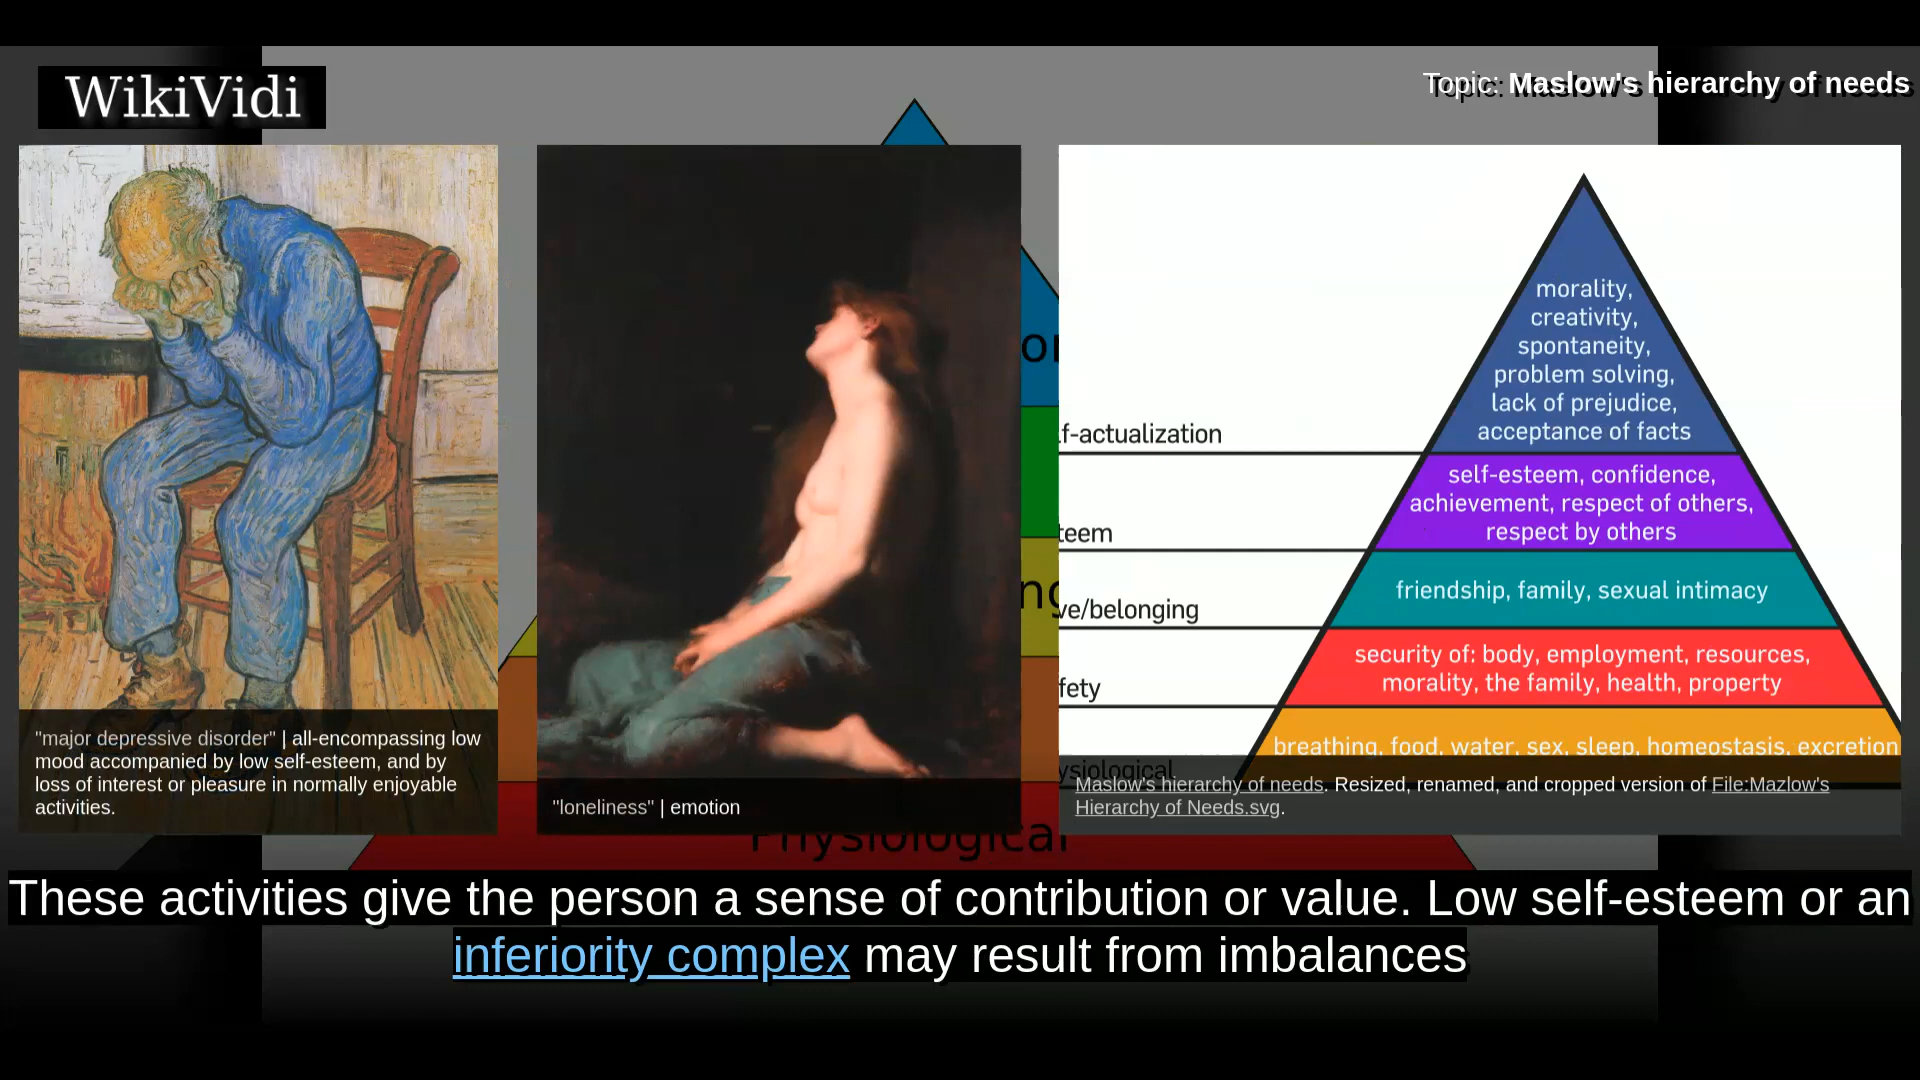 WikiVidi
Topic: Maslow's hierarchy of needs
"major depressive disorder" | all-encompassing low
mood accompanied by low self-esteem, and by
loss of interest or pleasure in normally enjoyable
activities.
"loneliness" | emotion
morality,
creativity,
spontaneity,
problem solving,
lack of prejudice,
acceptance of facts
lf-actualization
self-esteem, confidence,
achievement, respect of others,
respect by others
teem
friendship, family, sexual intimacy
ve/belonging
security of: body, employment, resources,
morality, the family, health, property
fety
breathing, food, water, sex, sleep, homeostasis, excretion
ysiological
Maslow's hierarchy of needs. Resized, renamed, and cropped version of File:Mazlow's
Hierarchy of Needs.svg.
Physiological
These activities give the person a sense of contribution or value. Low self-esteem or an
inferiority complex may result from imbalances